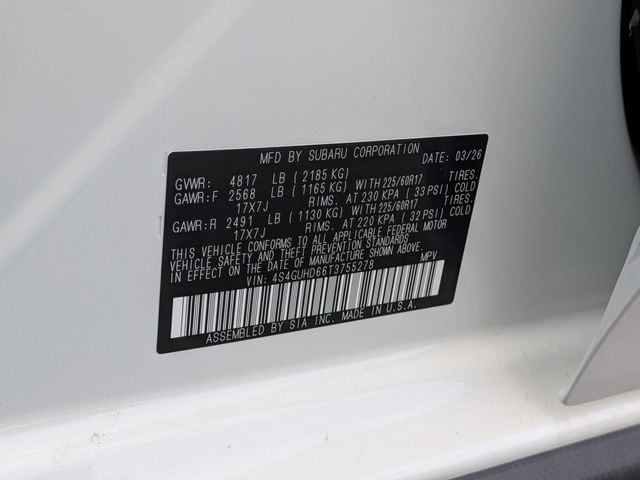 MFD BY SUBARU CORPORATION DATE: 03/26
GVWR: 4817 LB (2185 KG)
GAWR:F 2568 LB (1165 KG) WITH 225/60R17 TIRES.
17X7J RIMS. AT 230 KPA (33 PSI) COLD
GAWR:R 2491 LB (1130 KG) WITH 225/60R17 TIRES.
17X7J RIMS. AT 220 KPA (32 PSI) COLD
THIS VEHICLE CONFORMS TO ALL APPLICABLE FEDERAL MOTOR
VEHICLE SAFETY AND THEFT PREVENTION STANDARDS
IN EFFECT ON THE DATE OF MANUFACTURE SHOWN ABOVE.
VIN: 4S4GUHD66T3755278 MPV
ASSEMBLED BY SIA INC. MADE IN U.S.A.